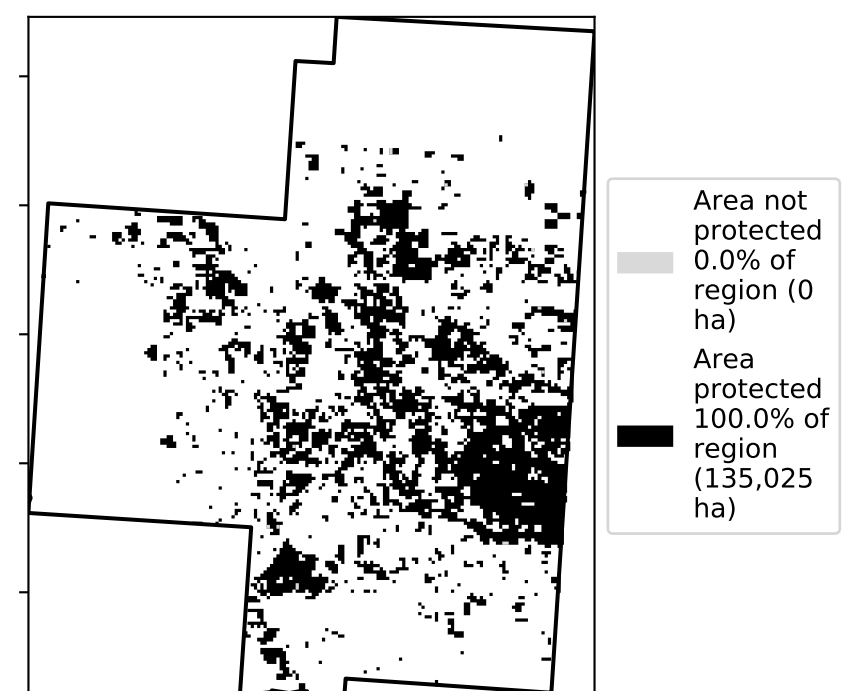 Area not
protected
0.0% of
region (0
ha)
Area
protected
100.0% of
region
(135,025
ha)